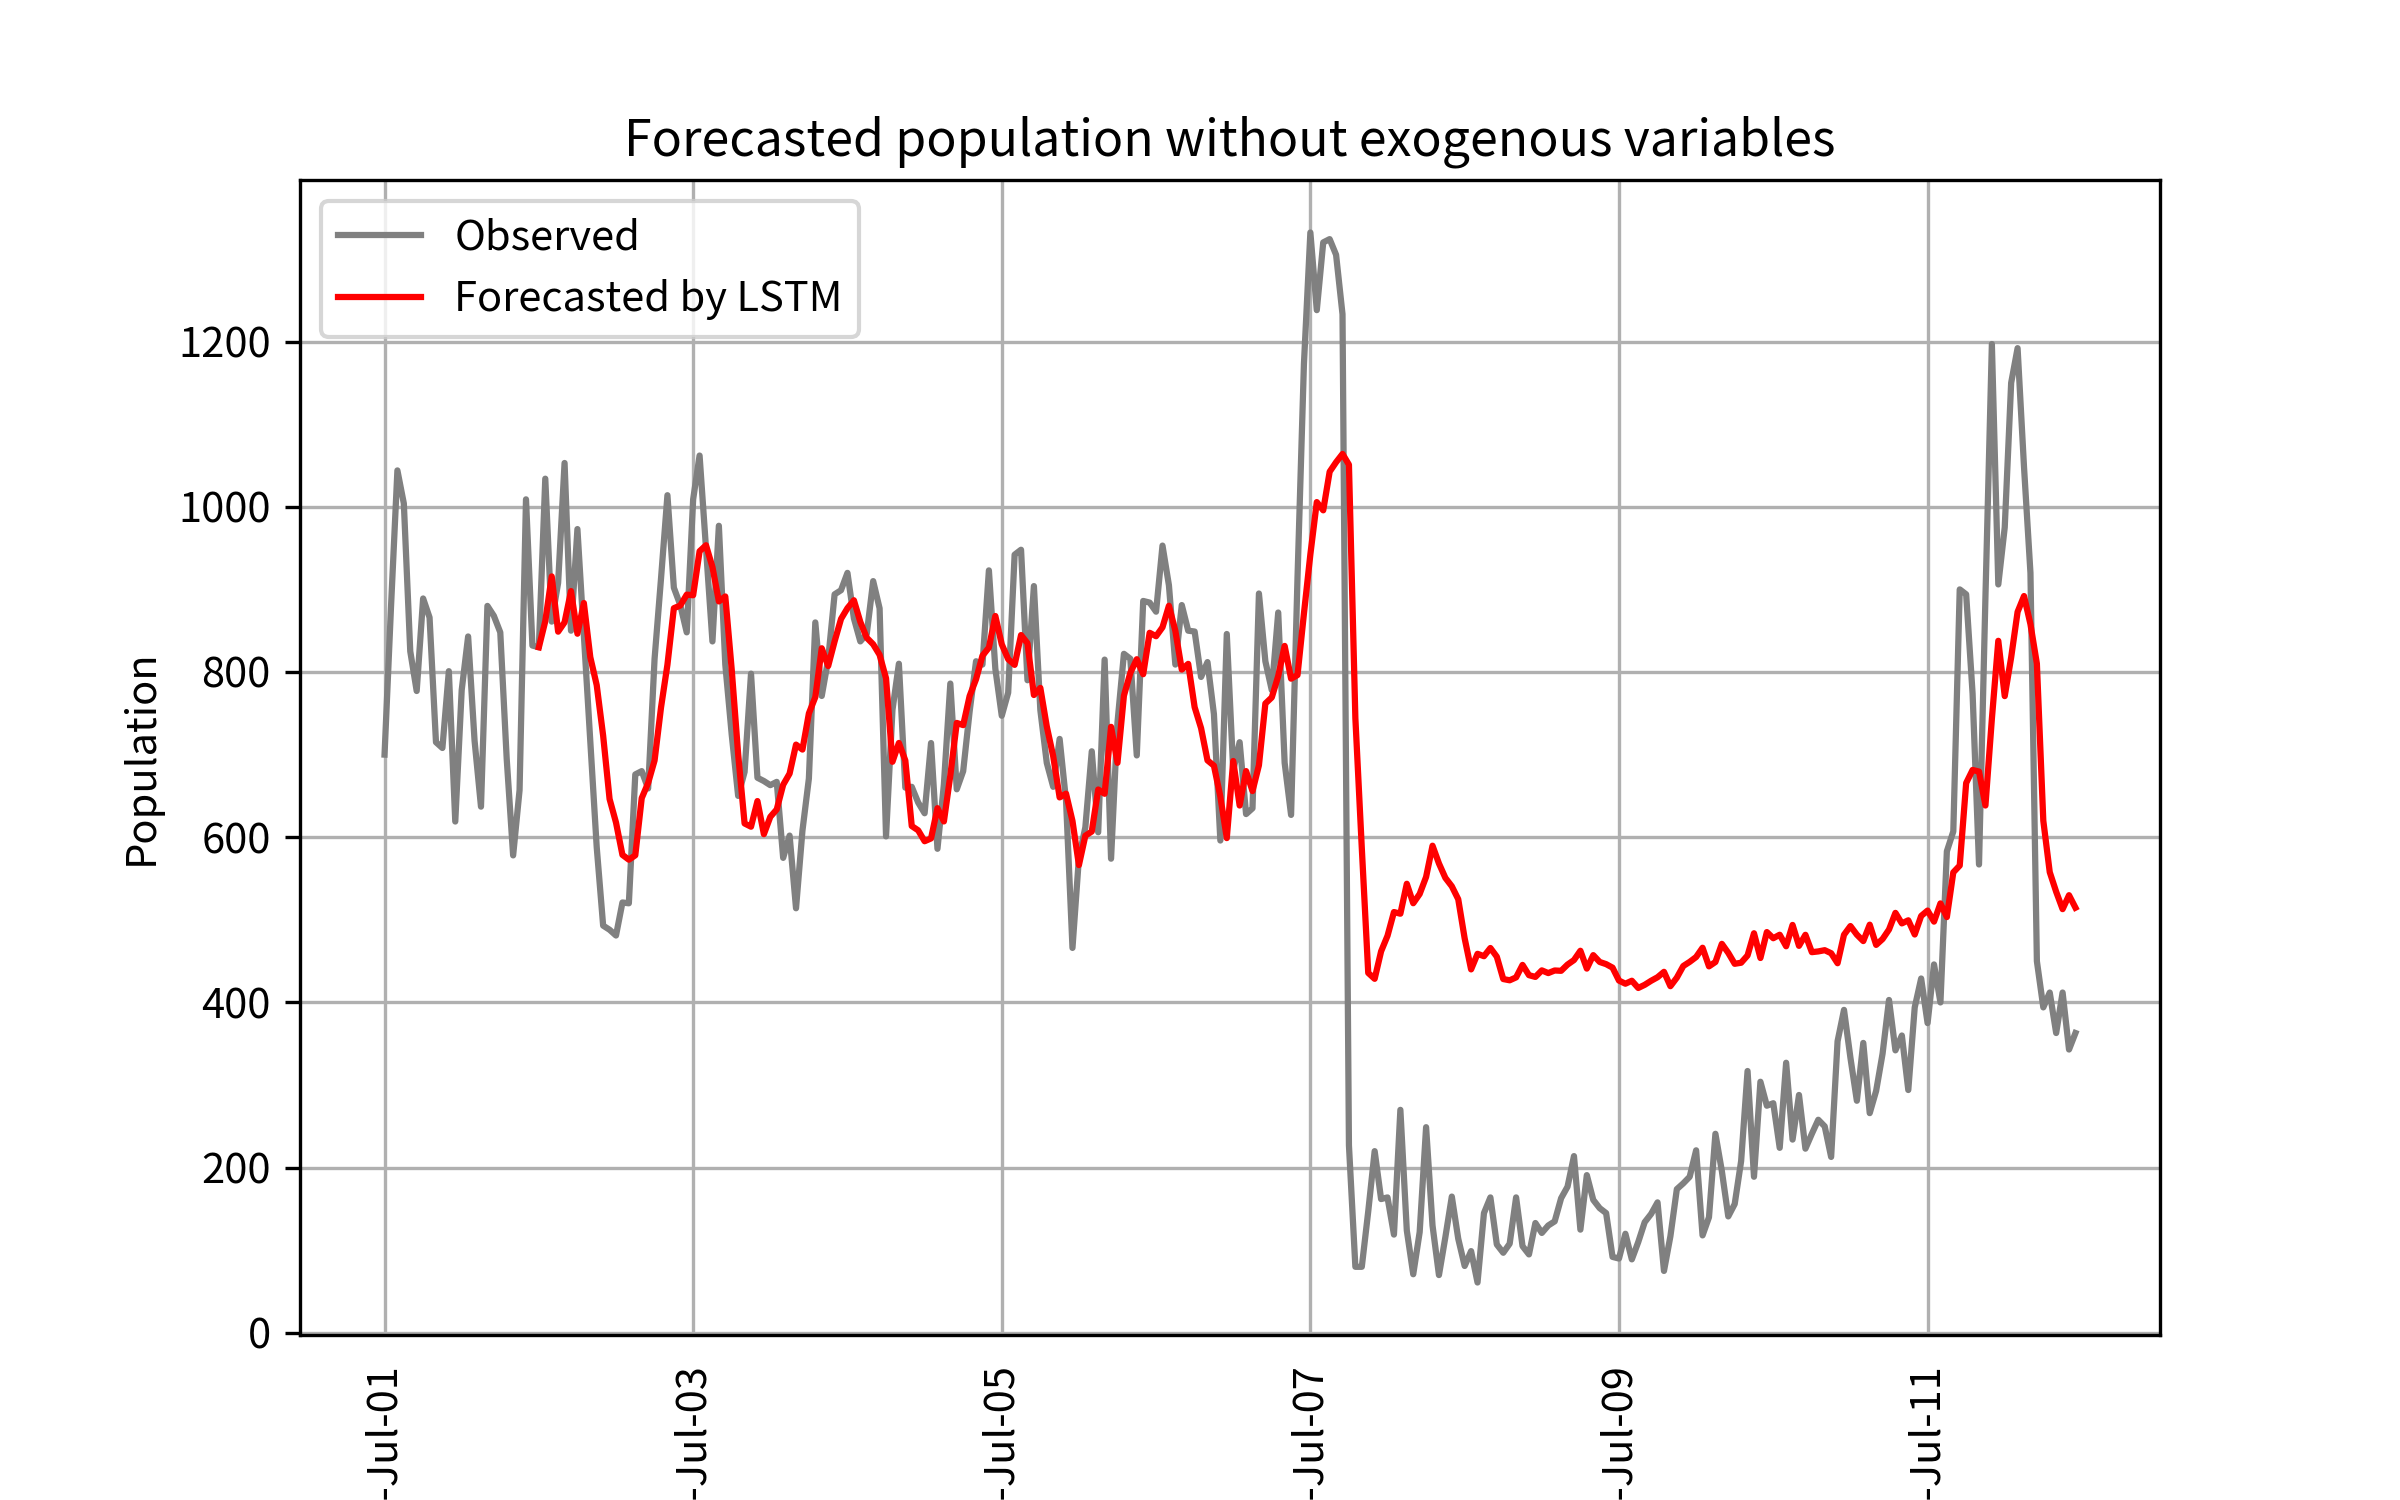 Forecasted population without exogenous variables
Observed
Forecasted by LSTM
Population
1200
1000
800
600
400
200
0
-Jul-01
-Jul-03
-Jul-05
-Jul-07
-Jul-09
-Jul-11